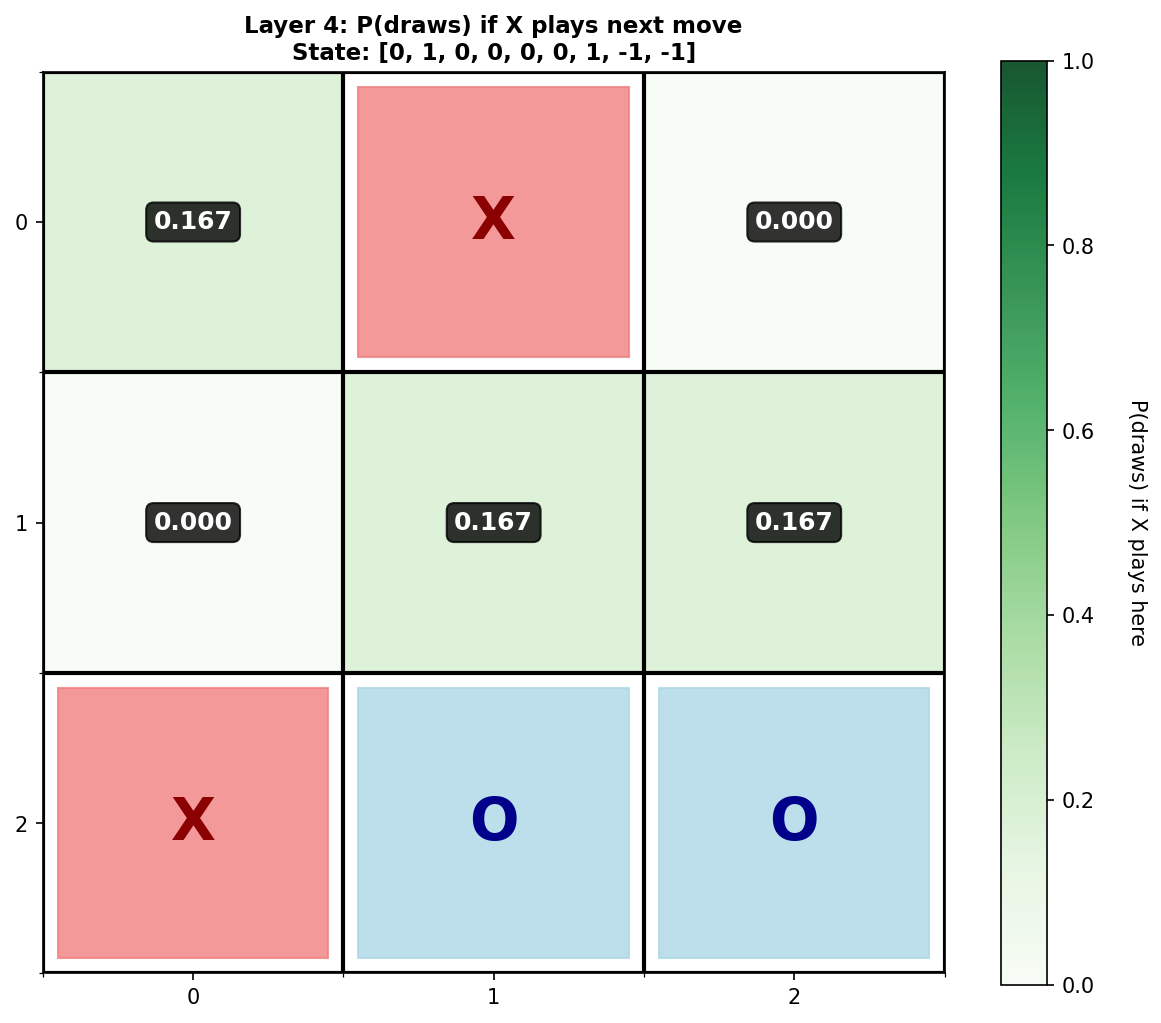 Layer 4: P(draws) if X plays next move
State: [0, 1, 0, 0, 0, 0, 1, -1, -1]
0.167
X
0.000
0.000
0.167
0.167
X
O
O
0
1
2
0
1
2
1.0
0.8
0.6
0.4
0.2
0.0
P(draws) if X plays here